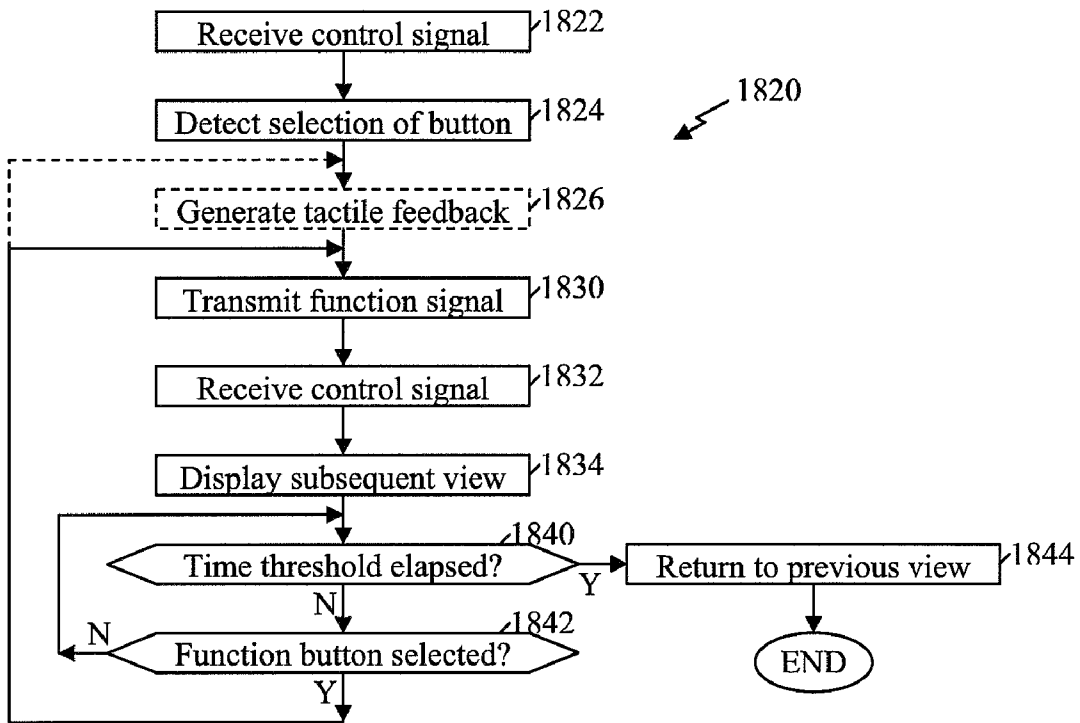 Receive control signal
1822
1820
Detect selection of button
1824
Generate tactile feedback
1826
Transmit function signal
1830
Receive control signal
1832
Display subsequent view
1834
Time threshold elapsed?
1840
Y
Return to previous view
1844
N
Function button selected?
1842
N
Y
END